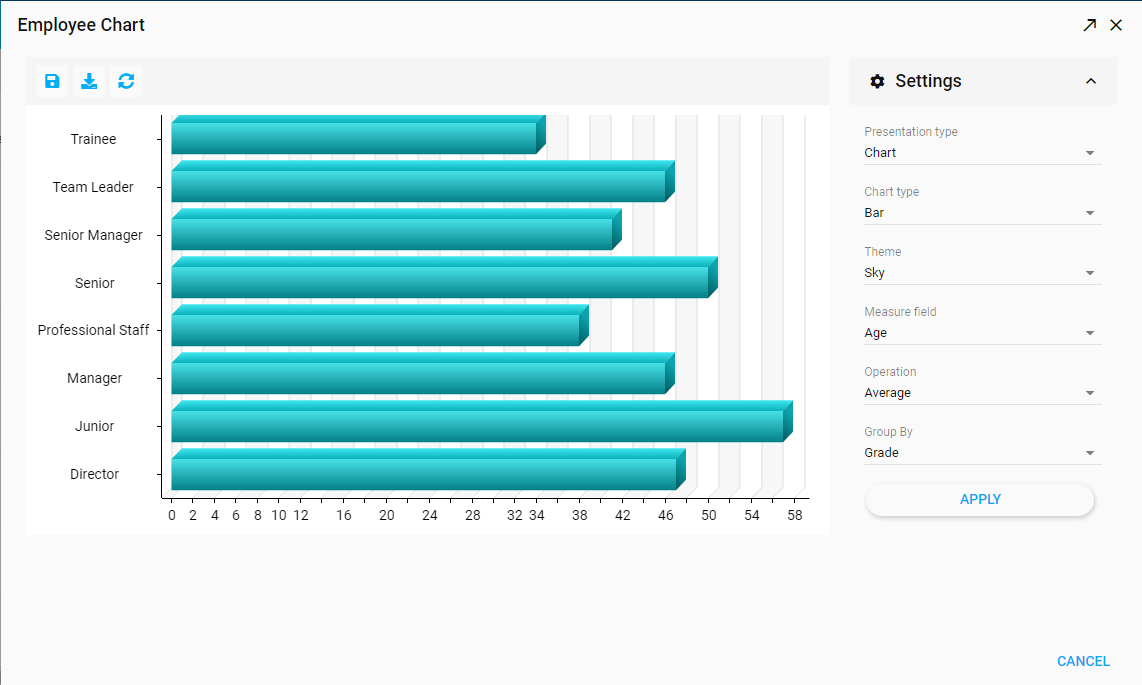 Employee Chart
Settings
Trainee
Team Leader
Senior Manager
Senior
Professional Staff
Manager
Junior
Director
0 2 4 6 8 10 12 16 20 24 28 32 34 38 42 46 50 54 58
Presentation type
Chart
Chart type
Bar
Theme
Sky
Measure field
Age
Operation
Average
Group By
Grade
APPLY
CANCEL